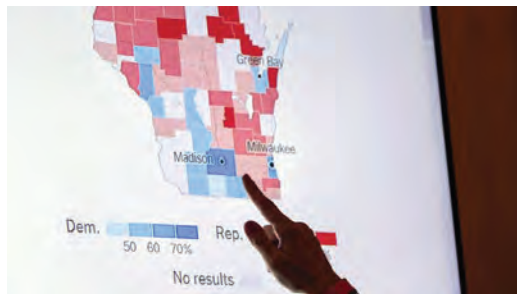 Green Bay
Milwaukee
Madison
Dem. Rep.
50 60 70% %
No results